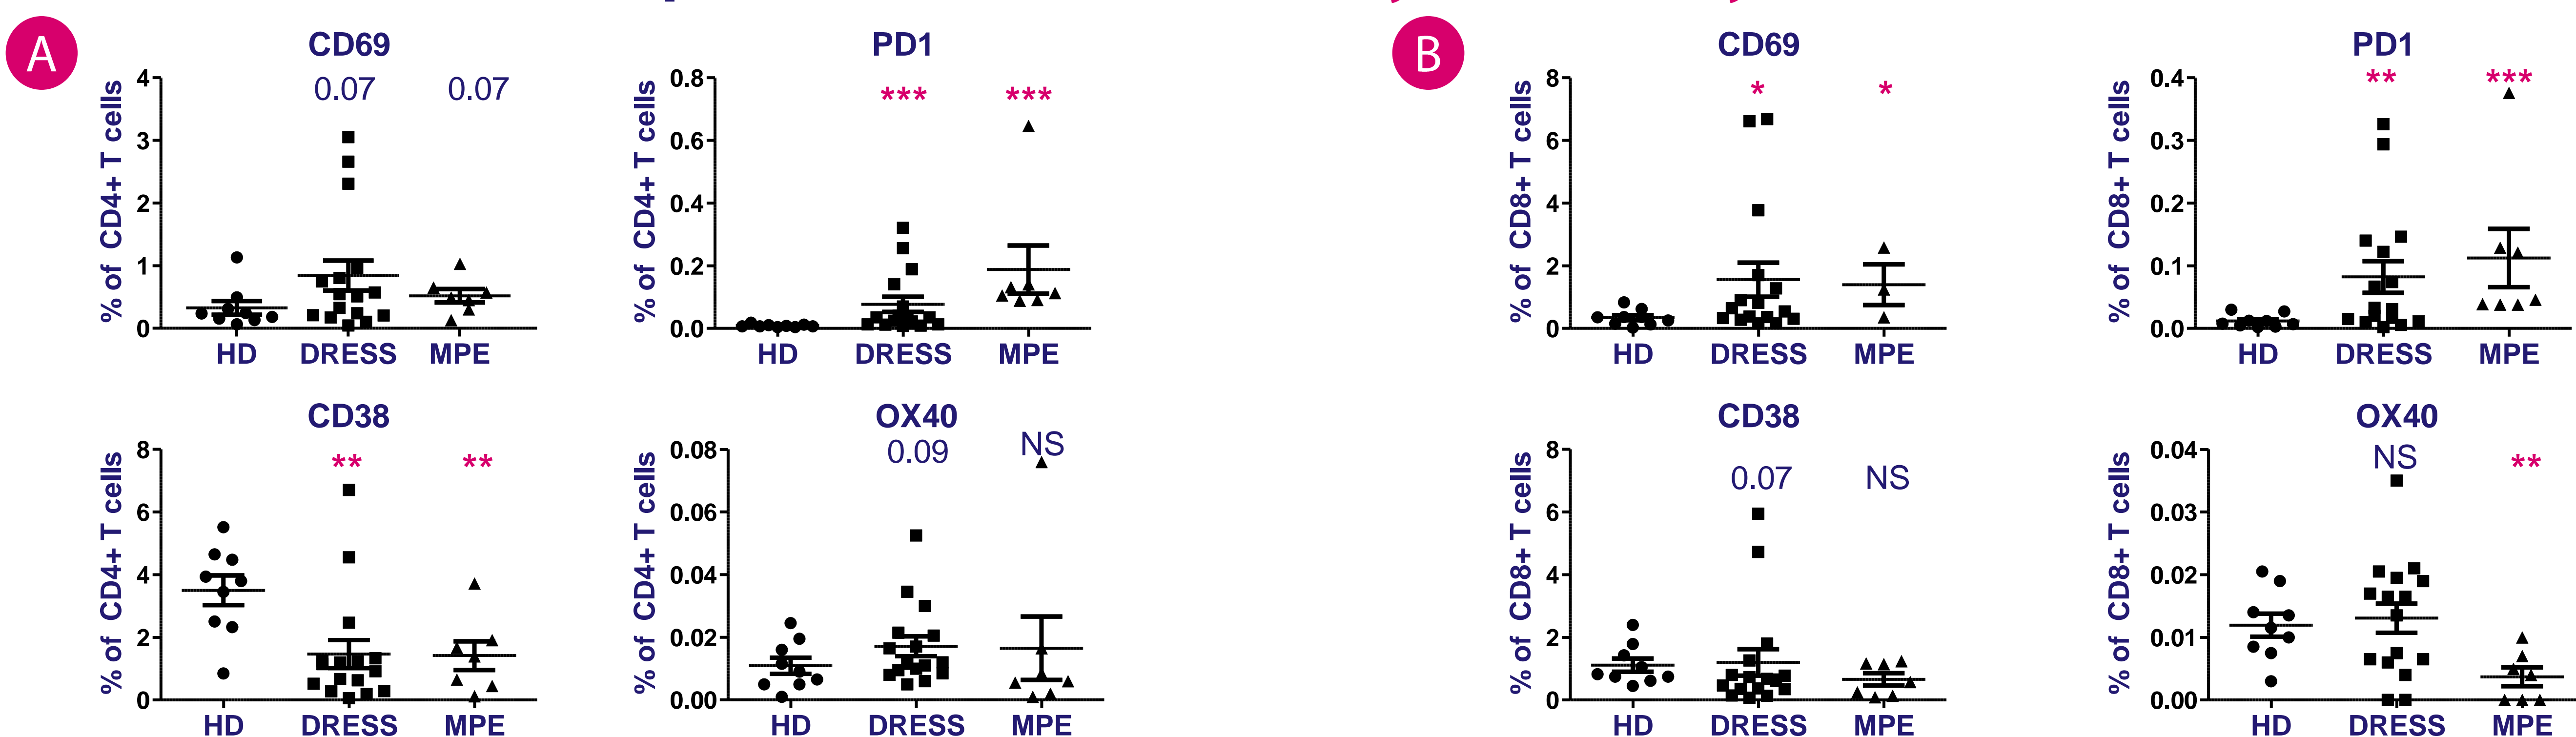 A
CD69
0.07
0.07
% of CD4+ T cells
4
3
2
1
0
HD
DRESS
MPE
PD1
***
***
% of CD4+ T cells
0.8
0.6
0.4
0.2
0.0
HD
DRESS
MPE
CD38
**
**
% of CD4+ T cells
8
6
4
2
0
HD
DRESS
MPE
OX40
0.09
NS
% of CD4+ T cells
0.08
0.06
0.04
0.02
0.00
HD
DRESS
MPE
B
CD69
*
*
% of CD8+ T cells
8
6
4
2
0
HD
DRESS
MPE
PD1
**
***
% of CD8+ T cells
0.4
0.3
0.2
0.1
0.0
HD
DRESS
MPE
CD38
0.07
NS
% of CD8+ T cells
8
6
4
2
0
HD
DRESS
MPE
OX40
NS
**
% of CD8+ T cells
0.04
0.03
0.02
0.01
0.00
HD
DRESS
MPE